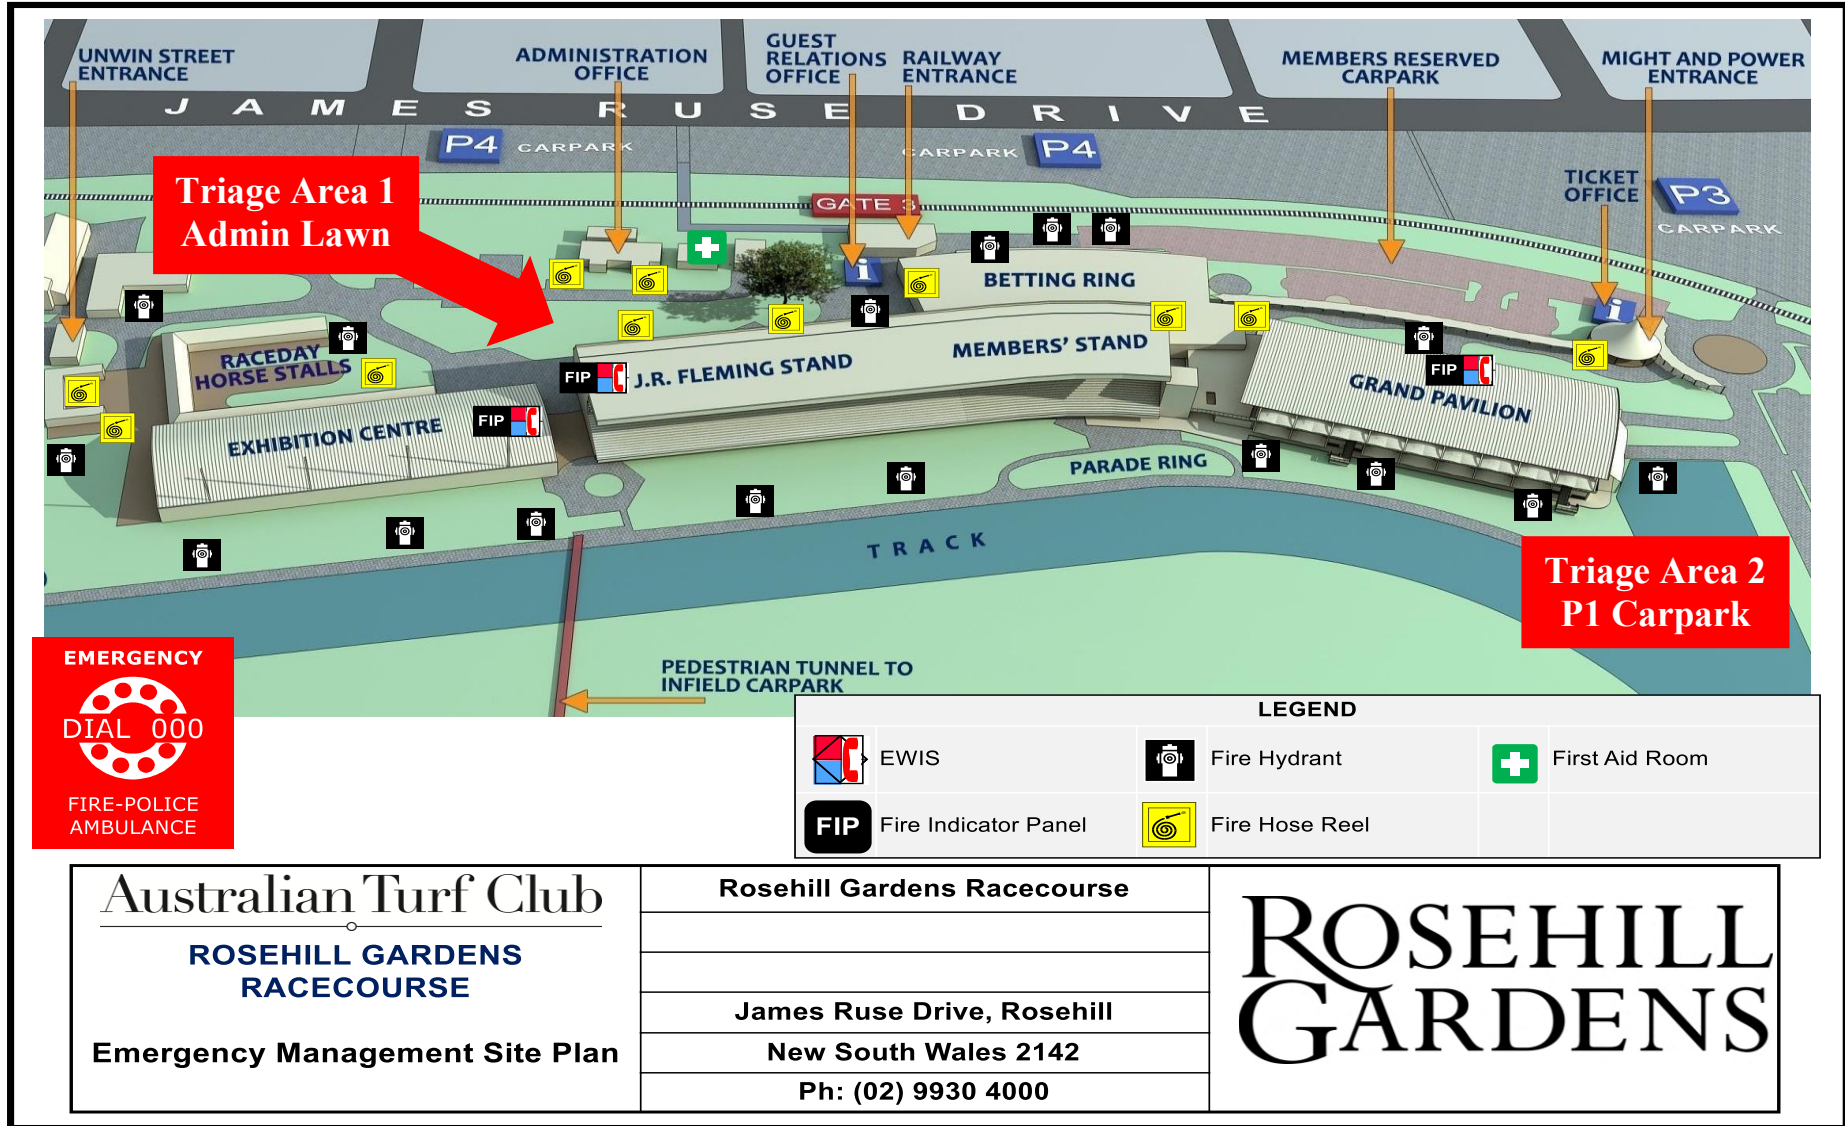 UNWIN STREET
ENTRANCE
ADMINISTRATION
OFFICE
GUEST
RELATIONS
OFFICE
RAILWAY
ENTRANCE
MEMBERS RESERVED
CARPARK
MIGHT AND POWER
ENTRANCE
JAMES RUSE DRIVE
P4 CARPARK
CARPARK P4
TICKET
OFFICE
P3
CARPARK
Triage Area 1
Admin Lawn
GATE 3
i
i
BETTING RING
RACEDAY
HORSE STALLS
FIP
J.R. FLEMING STAND
MEMBERS' STAND
FIP
GRAND PAVILION
EXHIBITION CENTRE
FIP
PARADE RING
TRACK
Triage Area 2
P1 Carpark
PEDESTRIAN TUNNEL TO
INFIELD CARPARK
EMERGENCY
DIAL 000
FIRE-POLICE
AMBULANCE
LEGEND
EWIS
Fire Hydrant
First Aid Room
FIP
Fire Indicator Panel
Fire Hose Reel
Australian Turf Club
ROSEHILL GARDENS
RACECOURSE
Emergency Management Site Plan
Rosehill Gardens Racecourse
James Ruse Drive, Rosehill
New South Wales 2142
Ph: (02) 9930 4000
ROSEHILL
GARDENS